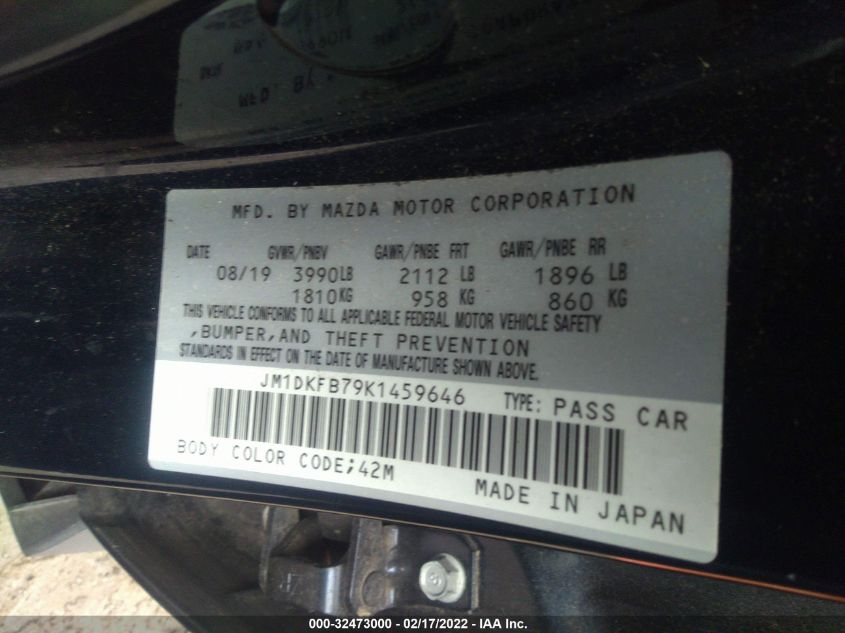 MFD. BY MAZDA MOTOR CORPORATION
DATE GVWR/PNBV GAWR/PNBE FRT GAWR/PNBE RR
08/19 3990LB 2112 LB 1896 LB
1810KG 958 KG 860 KG
THIS VEHICLE CONFORMS TO ALL APPLICABLE FEDERAL MOTOR VEHICLE SAFETY
,BUMPER,AND THEFT PREVENTION
STANDARDS IN EFFECT ON THE DATE OF MANUFACTURE SHOWN ABOVE.
JM1DKFB79K1459646 TYPE: PASS CAR
BODY COLOR CODE;42M MADE IN JAPAN
000-32473000 - 02/17/2022 - IAA Inc.